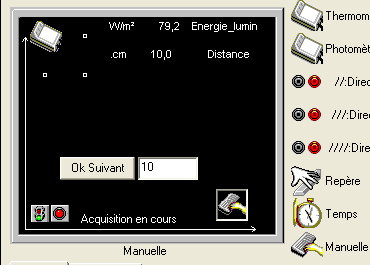 W/m² 79,2 Energie_lumin
.cm 10,0 Distance
Ok Suivant 10
Acquisition en cours
Manuelle
Thermom
Photomèt
//:Direc
///:Direc
////:Direc
Repère
Temps
Manuelle